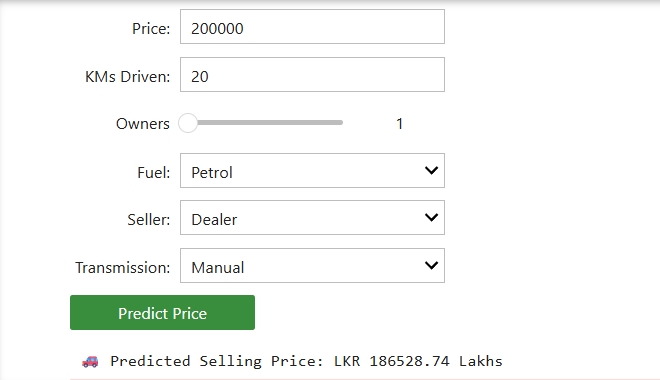 Price: 200000
KMs Driven: 20
Owners 1
Fuel: Petrol
Seller: Dealer
Transmission: Manual
Predict Price
Predicted Selling Price: LKR 186528.74 Lakhs